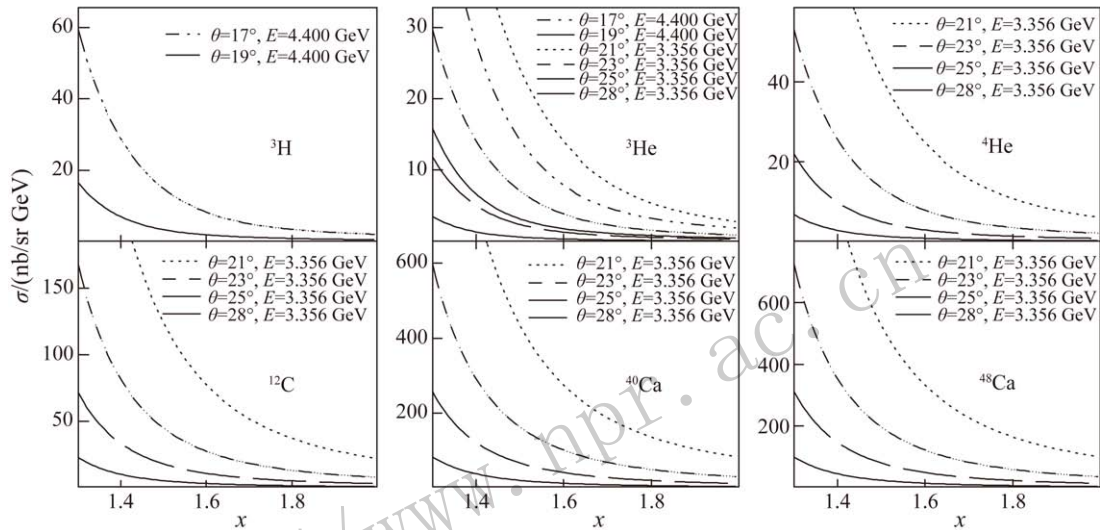 60
40
20
θ=17°, E=4.400 GeV
θ=19°, E=4.400 GeV
³H
30
20
10
θ=17°, E=4.400 GeV
θ=19°, E=4.400 GeV
θ=21°, E=3.356 GeV
θ=23°, E=3.356 GeV
θ=25°, E=3.356 GeV
θ=28°, E=3.356 GeV
³He
40
20
θ=21°, E=3.356 GeV
θ=23°, E=3.356 GeV
θ=25°, E=3.356 GeV
θ=28°, E=3.356 GeV
⁴He
σ/(nb/sr GeV)
150
100
50
θ=21°, E=3.356 GeV
θ=23°, E=3.356 GeV
θ=25°, E=3.356 GeV
θ=28°, E=3.356 GeV
¹²C
1.4 1.6 1.8
x
600
400
200
θ=21°, E=3.356 GeV
θ=23°, E=3.356 GeV
θ=25°, E=3.356 GeV
θ=28°, E=3.356 GeV
⁴⁰Ca
1.4 1.6 1.8
x
600
400
200
θ=21°, E=3.356 GeV
θ=23°, E=3.356 GeV
θ=25°, E=3.356 GeV
θ=28°, E=3.356 GeV
⁴⁸Ca
1.4 1.6 1.8
x
/www.npr.ac.cn